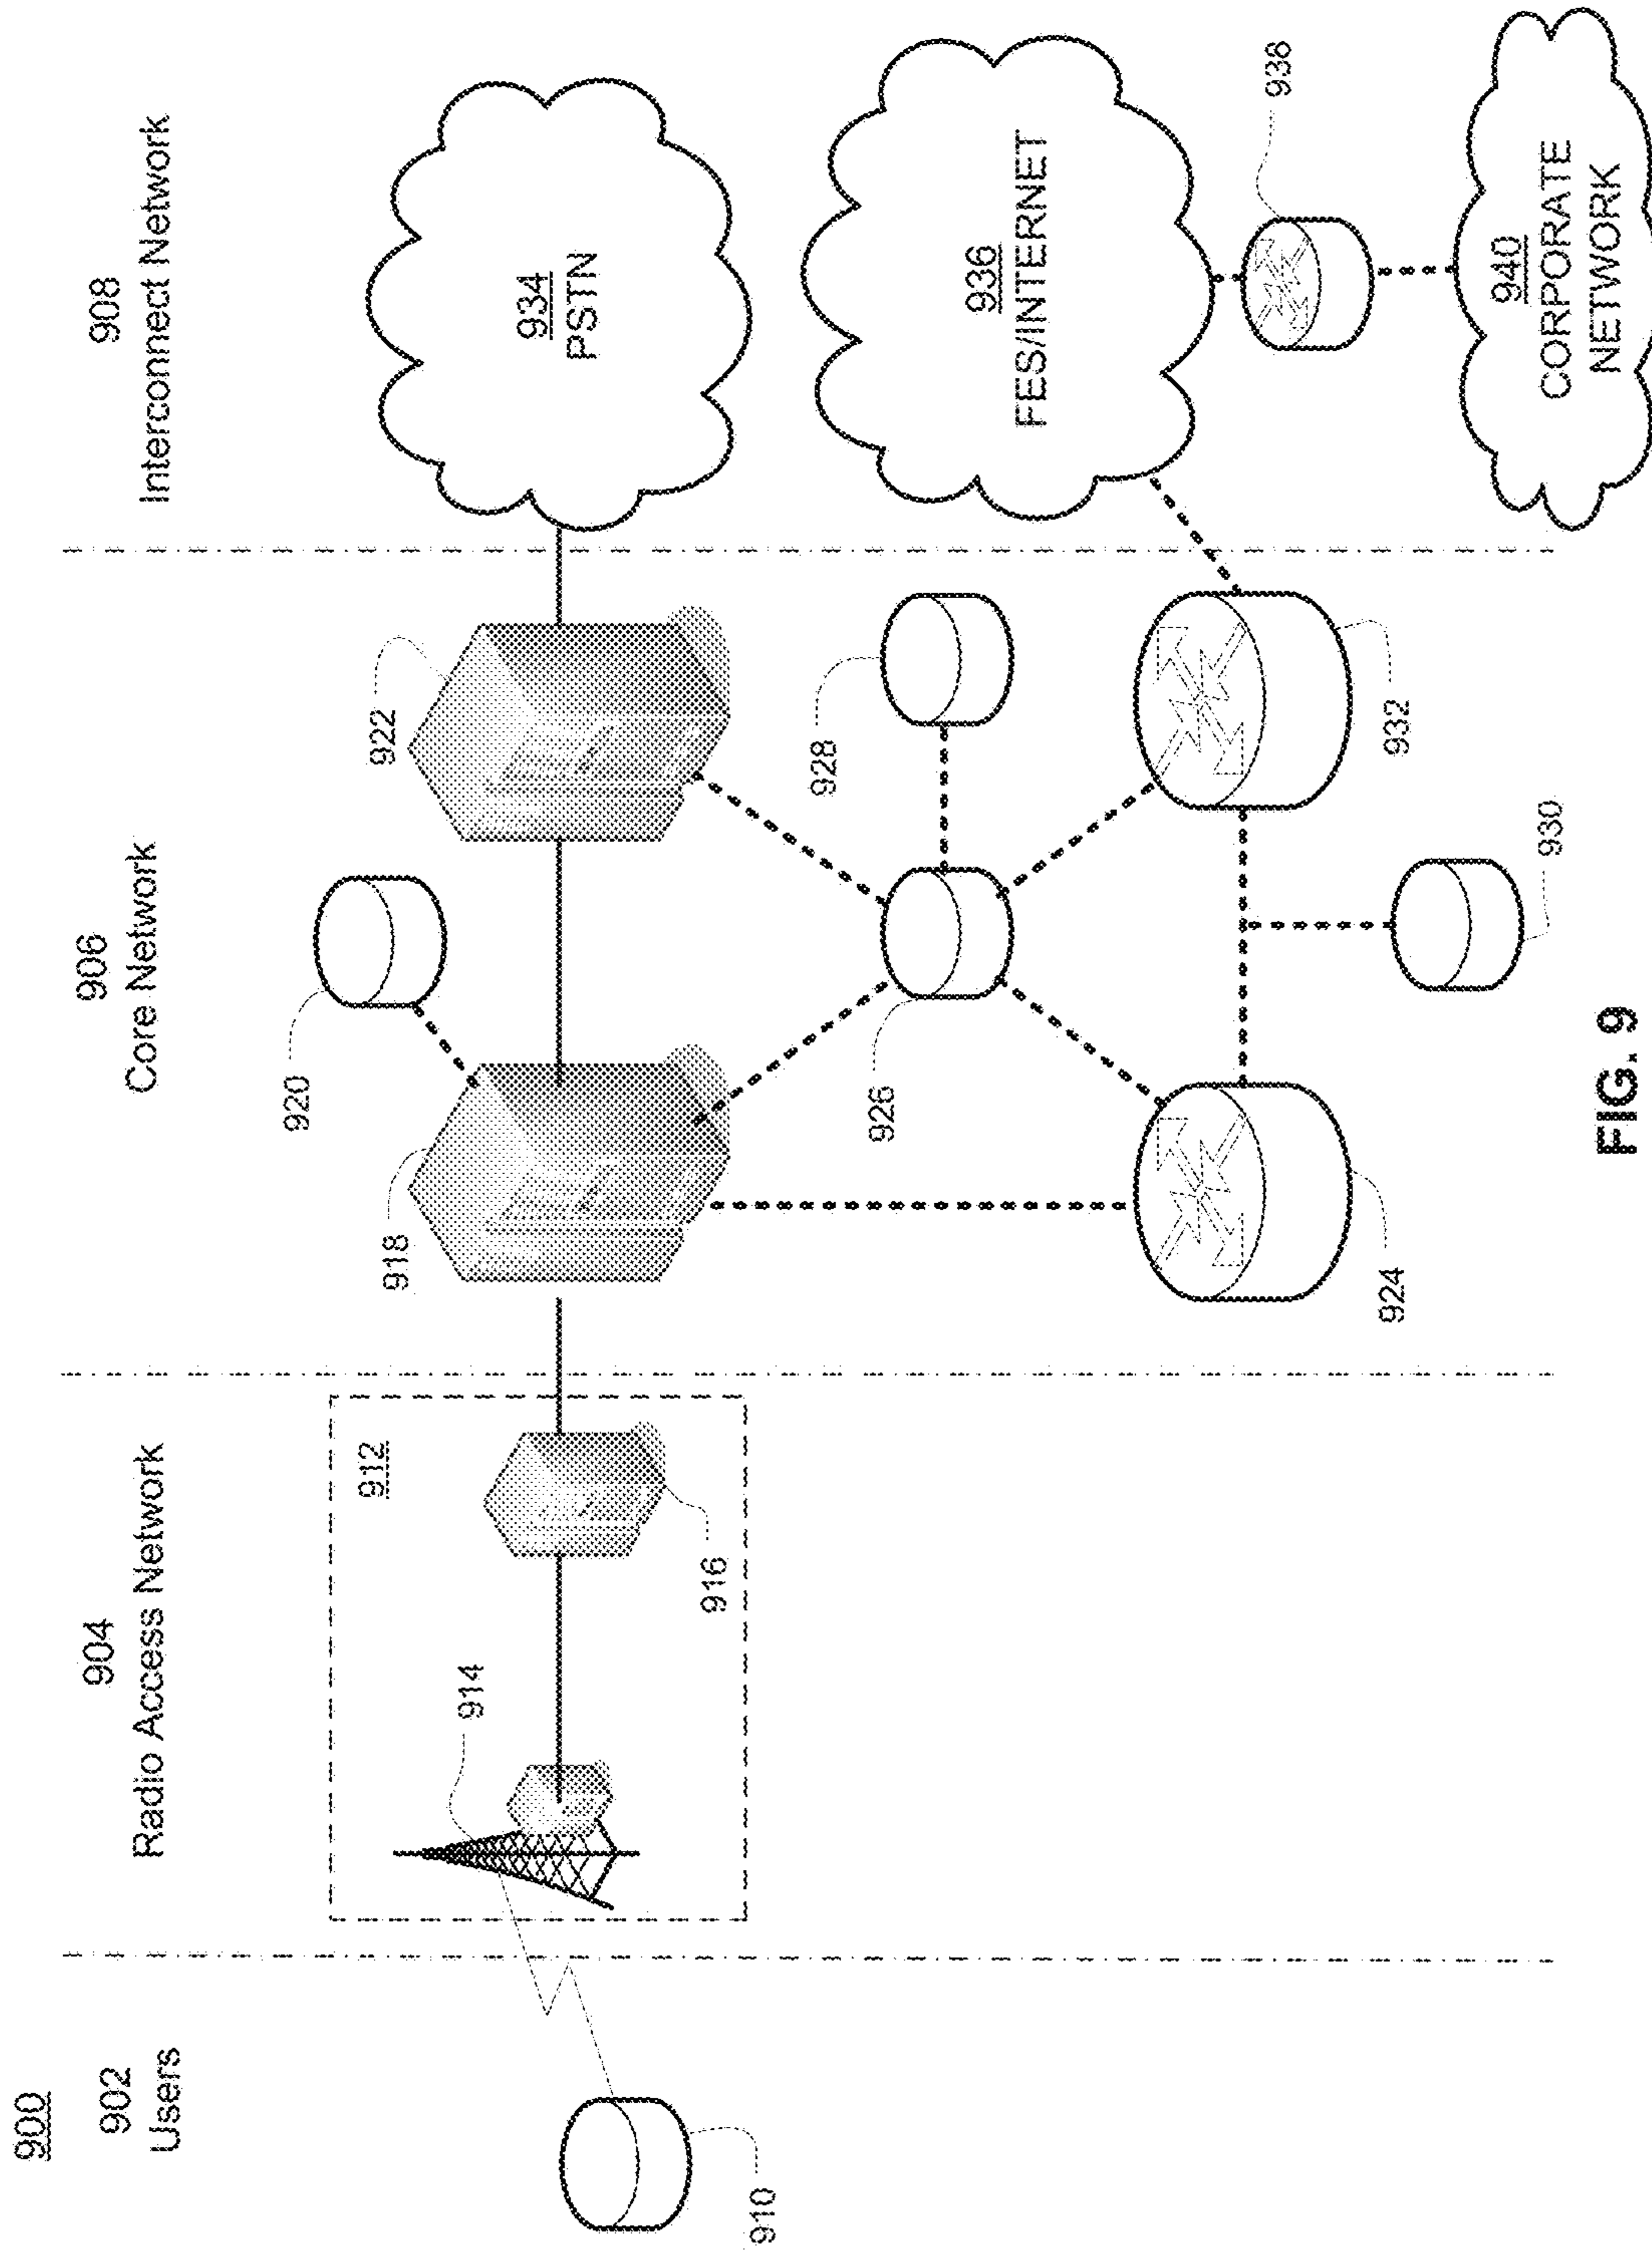 900
902
Users
904
Radio Access Network
906
Core Network
908
Interconnect Network
910
912
914
916
918
920
922
924
926
928
930
932
934
PSTN
936
FES/INTERNET
938
940
CORPORATE
NETWORK
FIG. 9